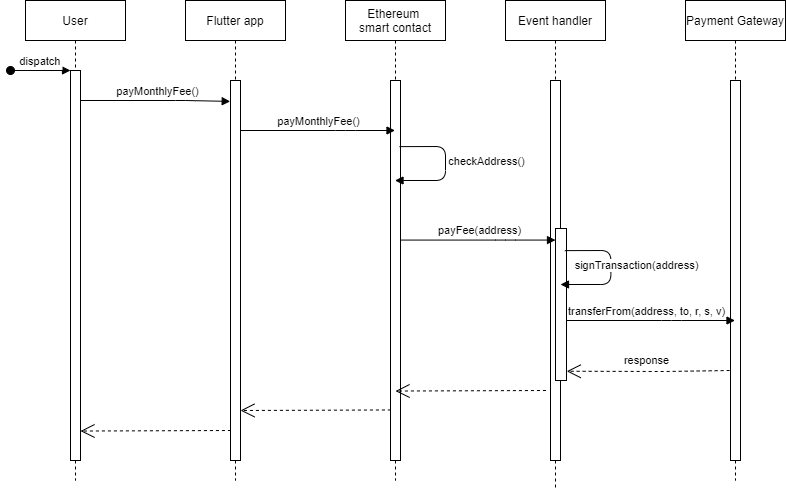 User
Flutter app
Ethereum
smart contact
Event handler
Payment Gateway
dispatch
payMonthlyFee()
payMonthlyFee()
checkAddress()
payFee(address)
signTransaction(address)
transferFrom(address, to, r, s, v)
response